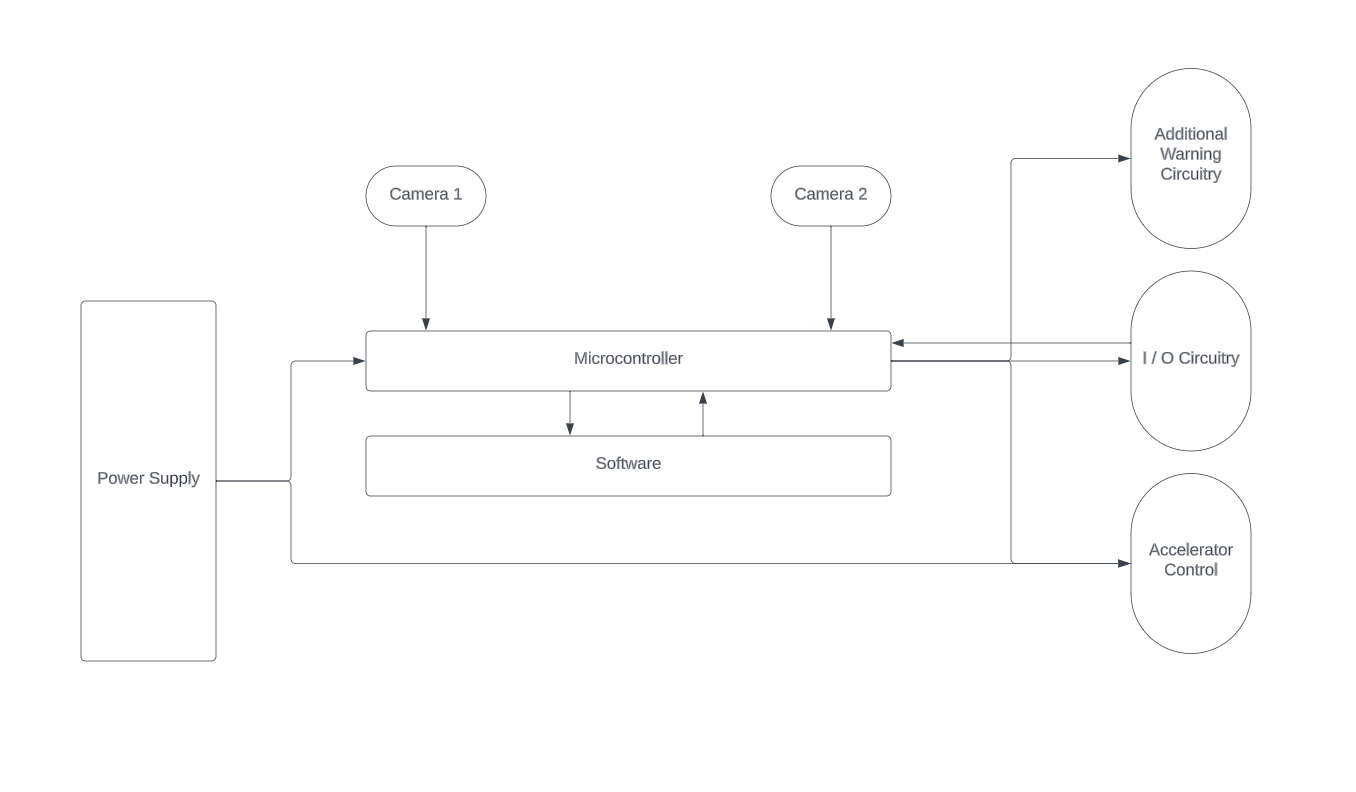 Additional
Warning
Circuitry
Camera 1
Camera 2
Microcontroller
I / O Circuitry
Software
Power Supply
Accelerator
Control